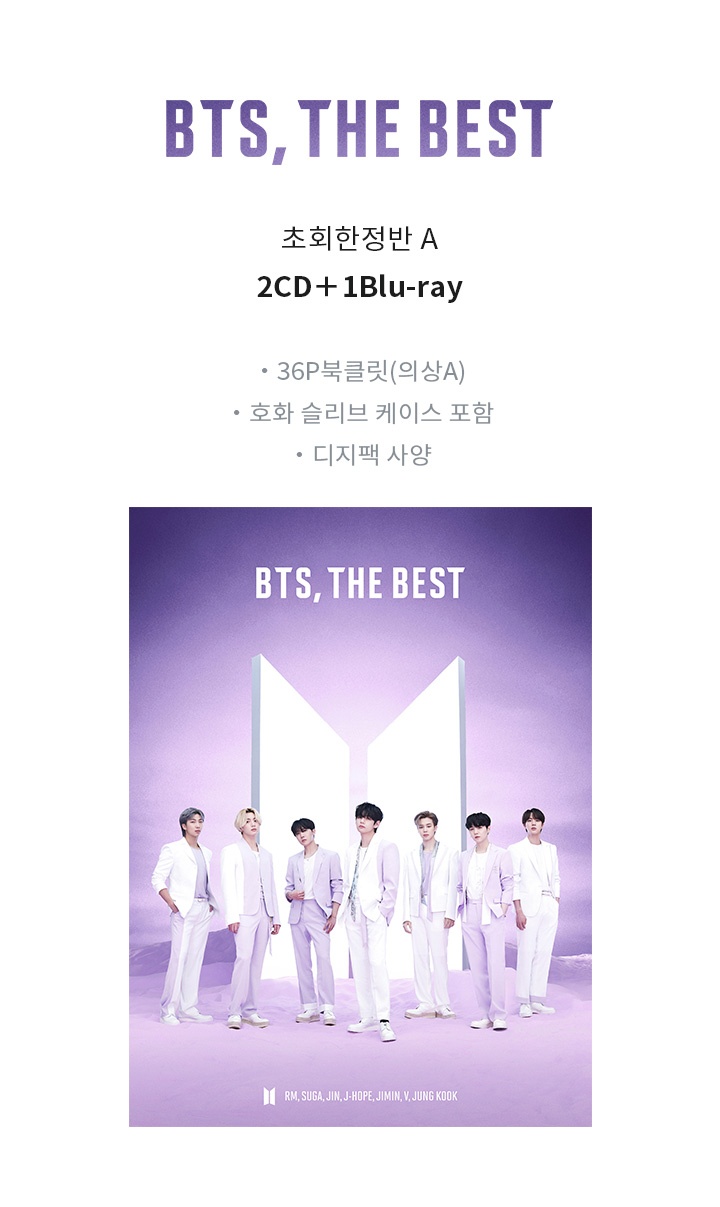 BTS, THE BEST
초회한정반 A
2CD+1Blu-ray
• 36P북클릿(의상A)
• 호화 슬리브 케이스 포함
• 디지팩 사양
BTS, THE BEST
RM, SUGA, JIN, J-HOPE, JIMIN, V, JUNG KOOK